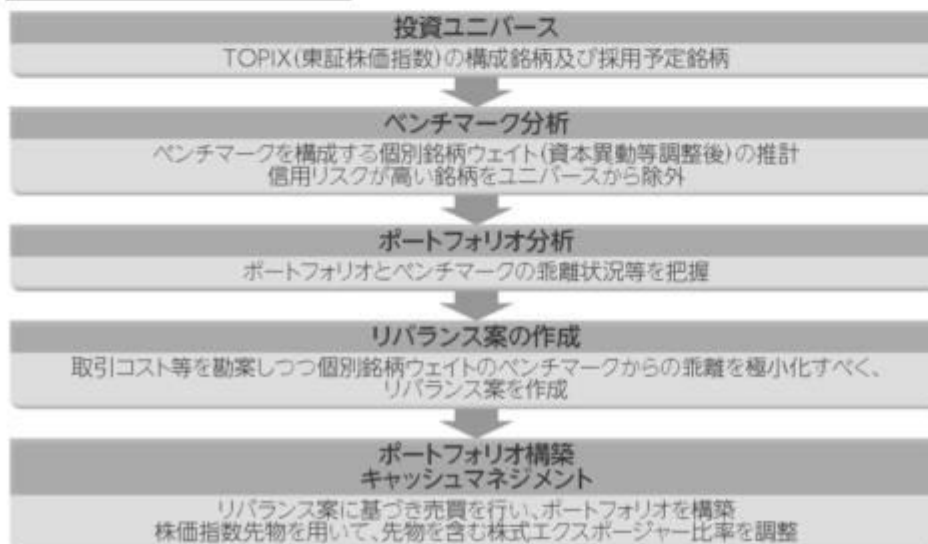 投資ユニバース
TOPIX(東証株価指数)の構成銘柄及び採用予定銘柄
ベンチマーク分析
ベンチマークを構成する個別銘柄ウェイト(資本異動等調整後)の推計
信用リスクが高い銘柄をユニバースから除外
ポートフォリオ分析
ポートフォリオとベンチマークの乖離状況等を把握
リバランス案の作成
取引コスト等を勘案しつつ個別銘柄ウェイトのベンチマークからの乖離を極小化すべく、
リバランス案を作成
ポートフォリオ構築
キャッシュマネジメント
リバランス案に基づき売買を行い、ポートフォリオを構築
株価指数先物を用いて、先物を含む株式エクスポージャー比率を調整